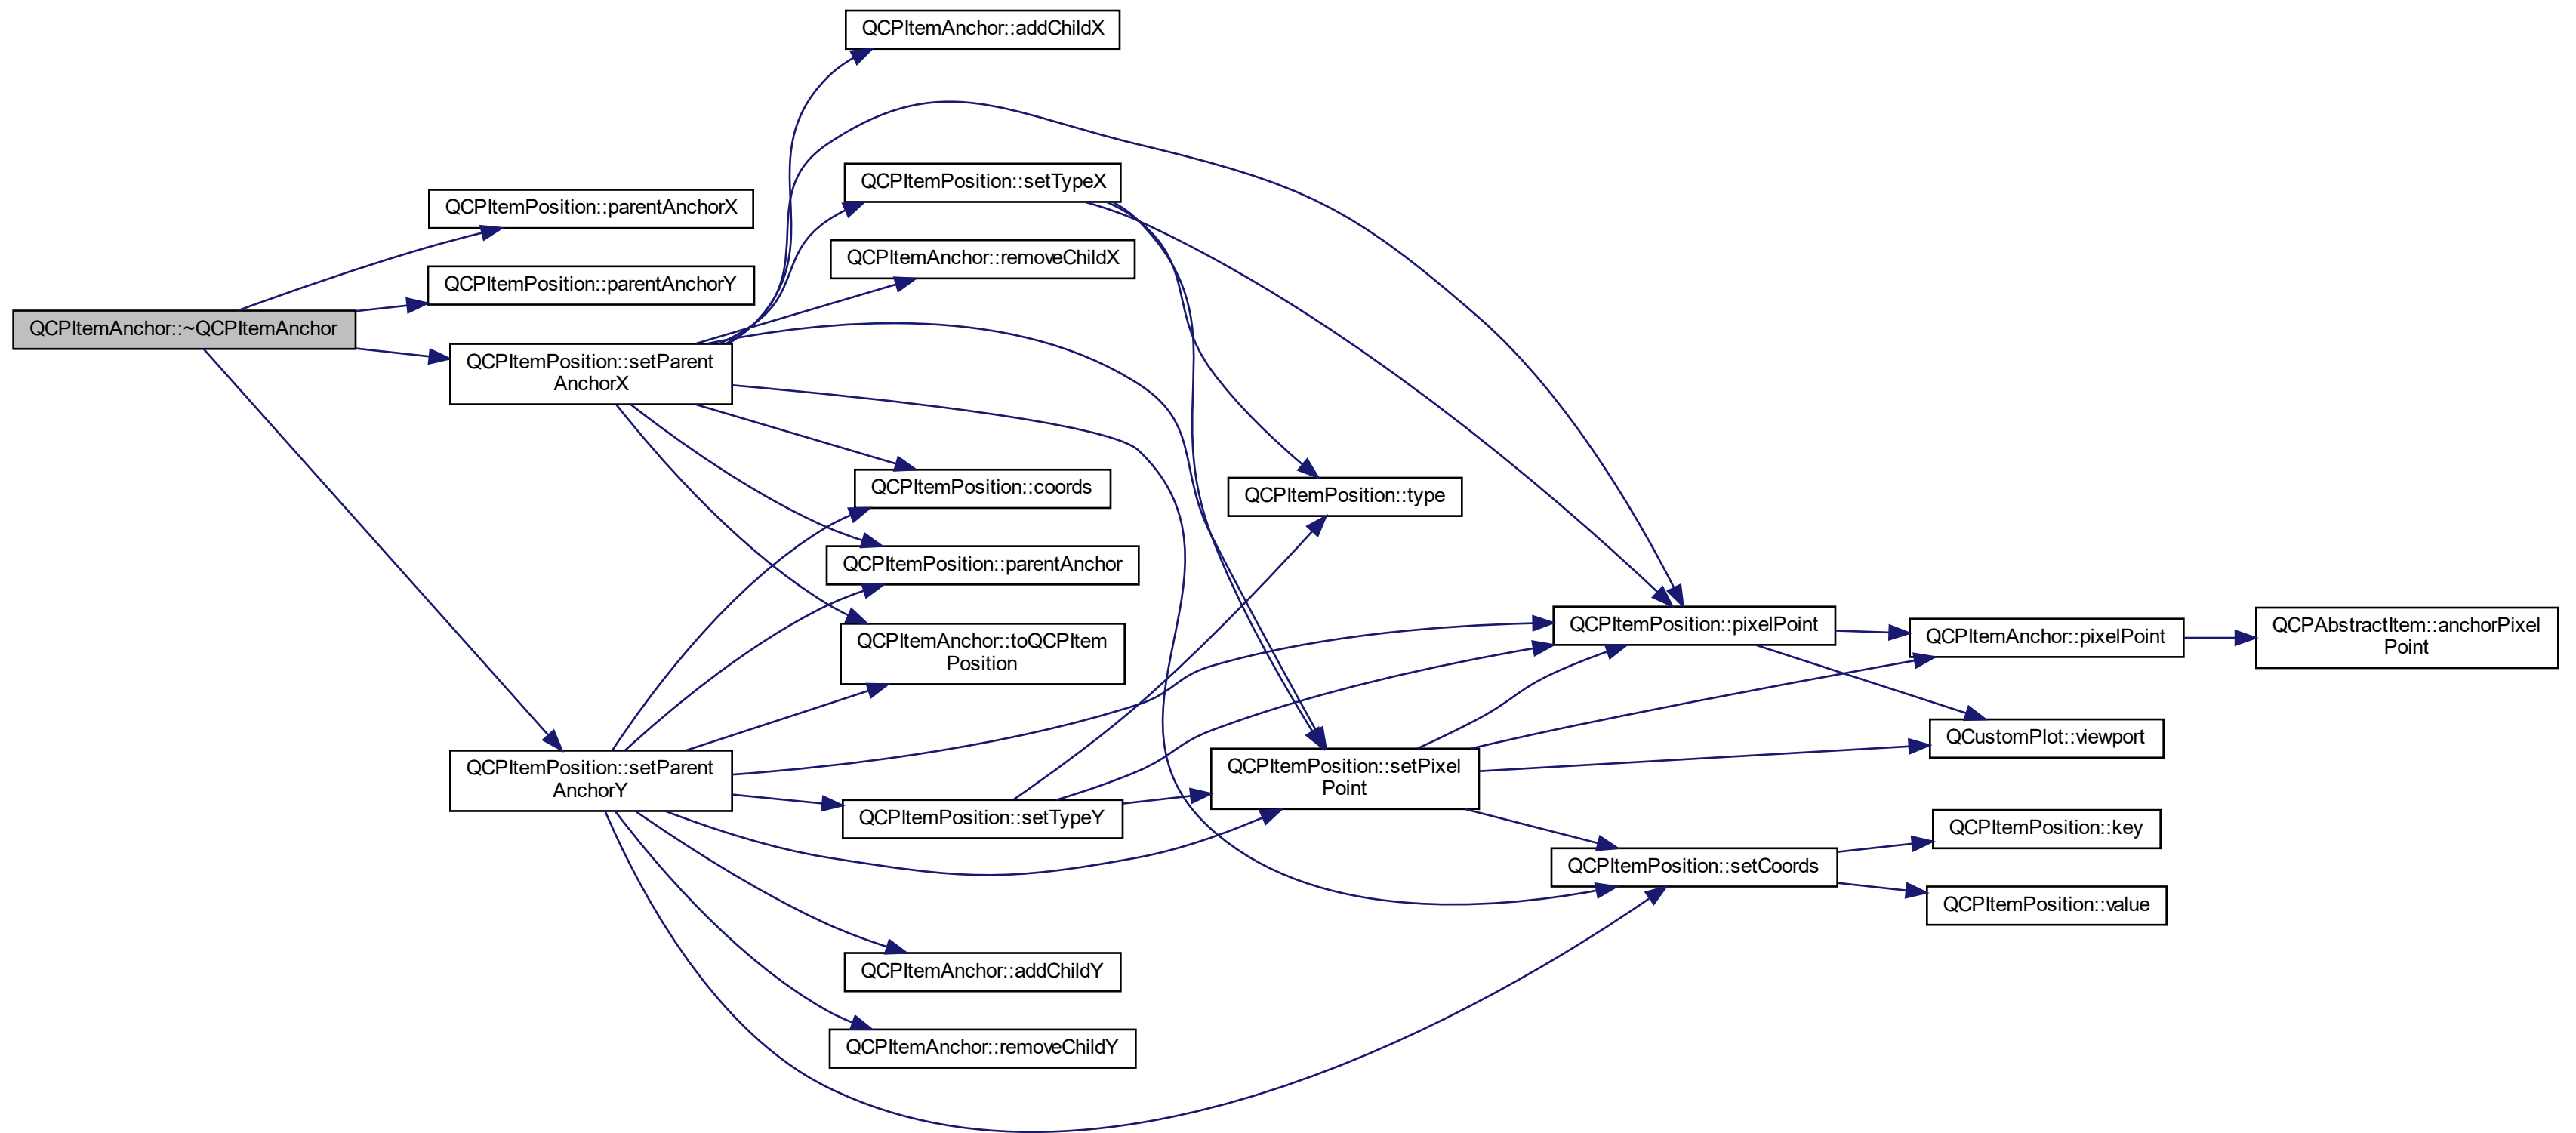 QCPItemAnchor::addChildX
QCPItemPosition::setTypeX
QCPItemPosition::parentAnchorX
QCPItemAnchor::removeChildX
QCPItemPosition::parentAnchorY
QCPItemAnchor::~QCPItemAnchor
QCPItemPosition::setParent
AnchorX
QCPItemPosition::coords
QCPItemPosition::type
QCPItemPosition::parentAnchor
QCPItemAnchor::toQCPItem
Position
QCPItemPosition::pixelPoint
QCPItemAnchor::pixelPoint
QCPAbstractItem::anchorPixel
Point
QCustomPlot::viewport
QCPItemPosition::setParent
AnchorY
QCPItemPosition::setPixel
Point
QCPItemPosition::setTypeY
QCPItemPosition::key
QCPItemPosition::setCoords
QCPItemPosition::value
QCPItemAnchor::addChildY
QCPItemAnchor::removeChildY